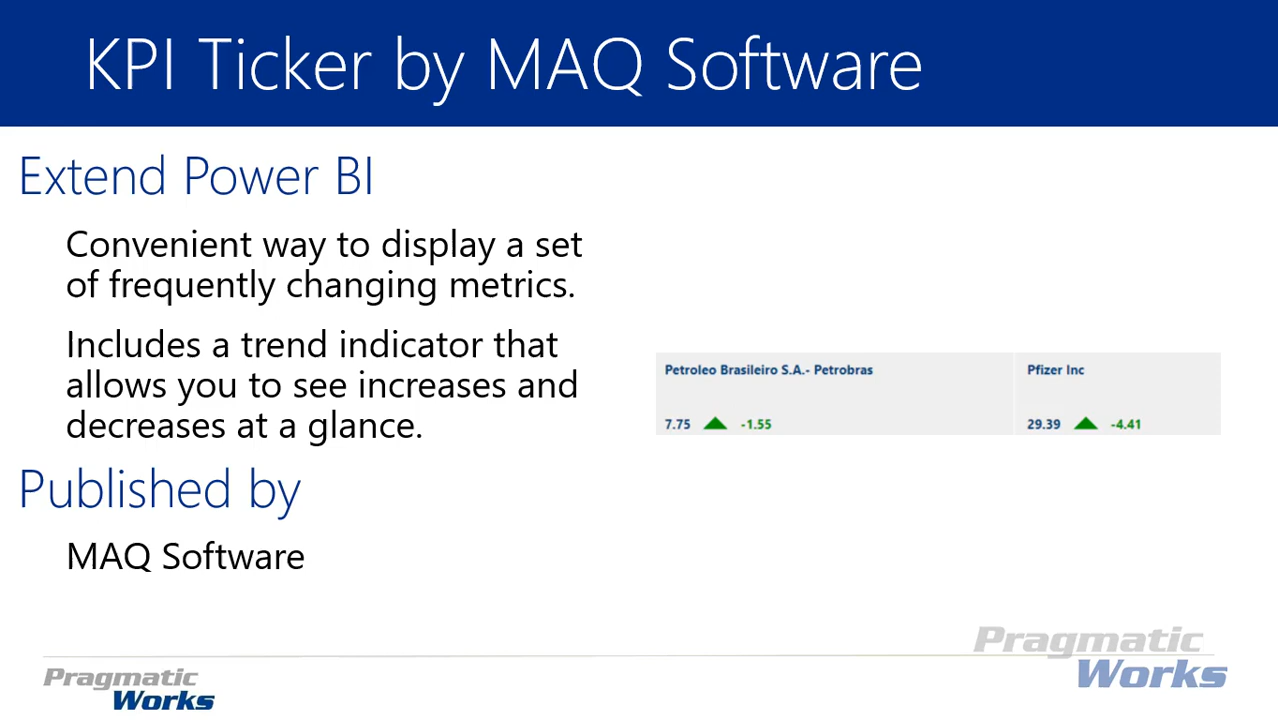 KPI Ticker by MAQ Software
Extend Power BI
Convenient way to display a set
of frequently changing metrics.
Includes a trend indicator that
allows you to see increases and
decreases at a glance.
Petroleo Brasileiro S.A.- Petrobras
7.75 -1.55
Pfizer Inc
29.39 -4.41
Published by
MAQ Software
Pragmatic
Works
Pragmatic
Works